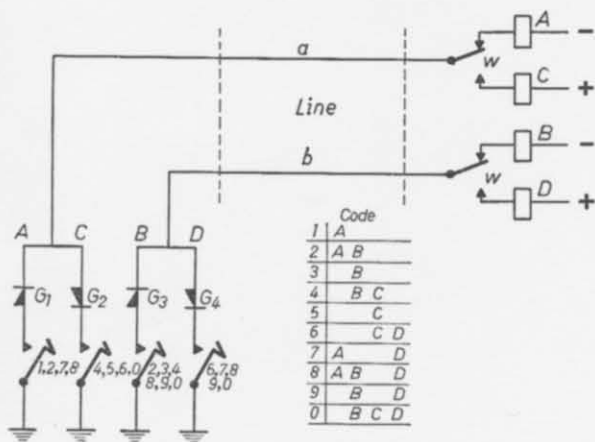 A −
a w
C +
Line
B −
b w
D +
A C B D
G1 G2 G3 G4
1,2,7,8 4,5,6,0 2,3,4 6,7,8
8,9,0 9,0
Code
1 A
2 A B
3 B
4 B C
5 C
6 C D
7 A D
8 A B D
9 B D
0 B C D